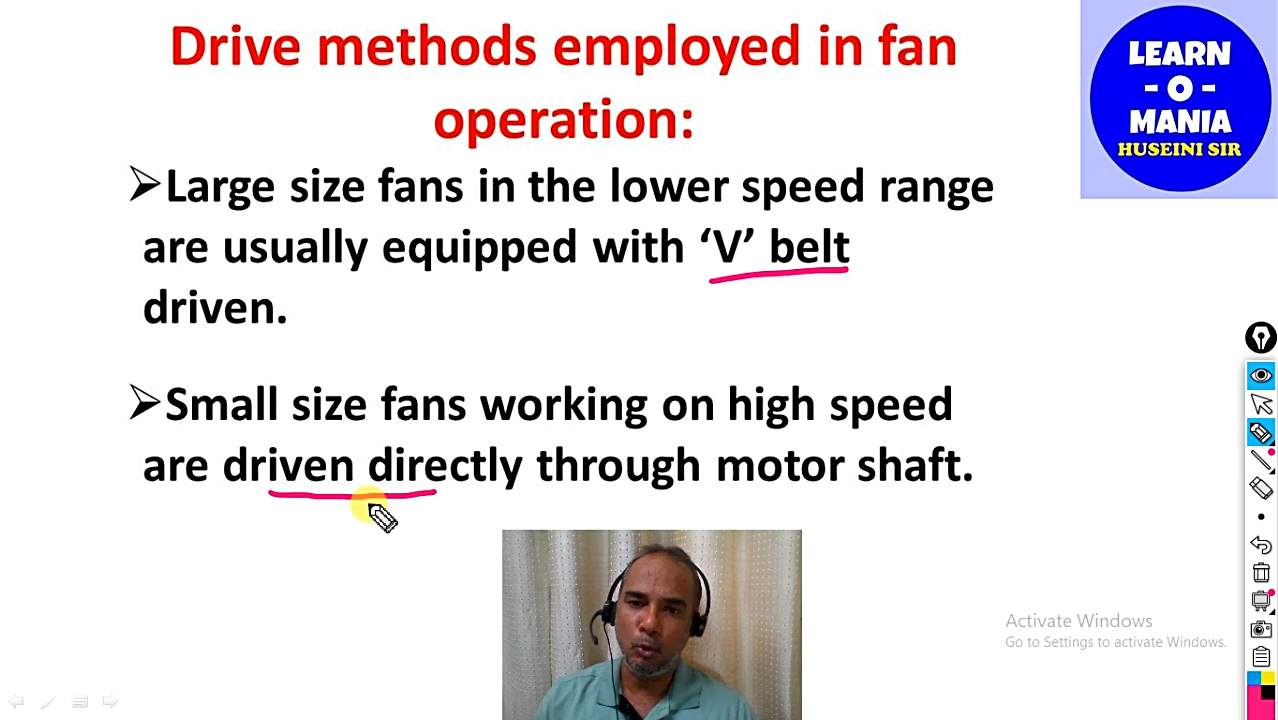 Drive methods employed in fan
operation:
LEARN
- O -
MANIA
HUSEINI SIR
➢Large size fans in the lower speed range
are usually equipped with ‘V’ belt
driven.
➢Small size fans working on high speed
are driven directly through motor shaft.
Activate Windows
Go to Settings to activate Windows.